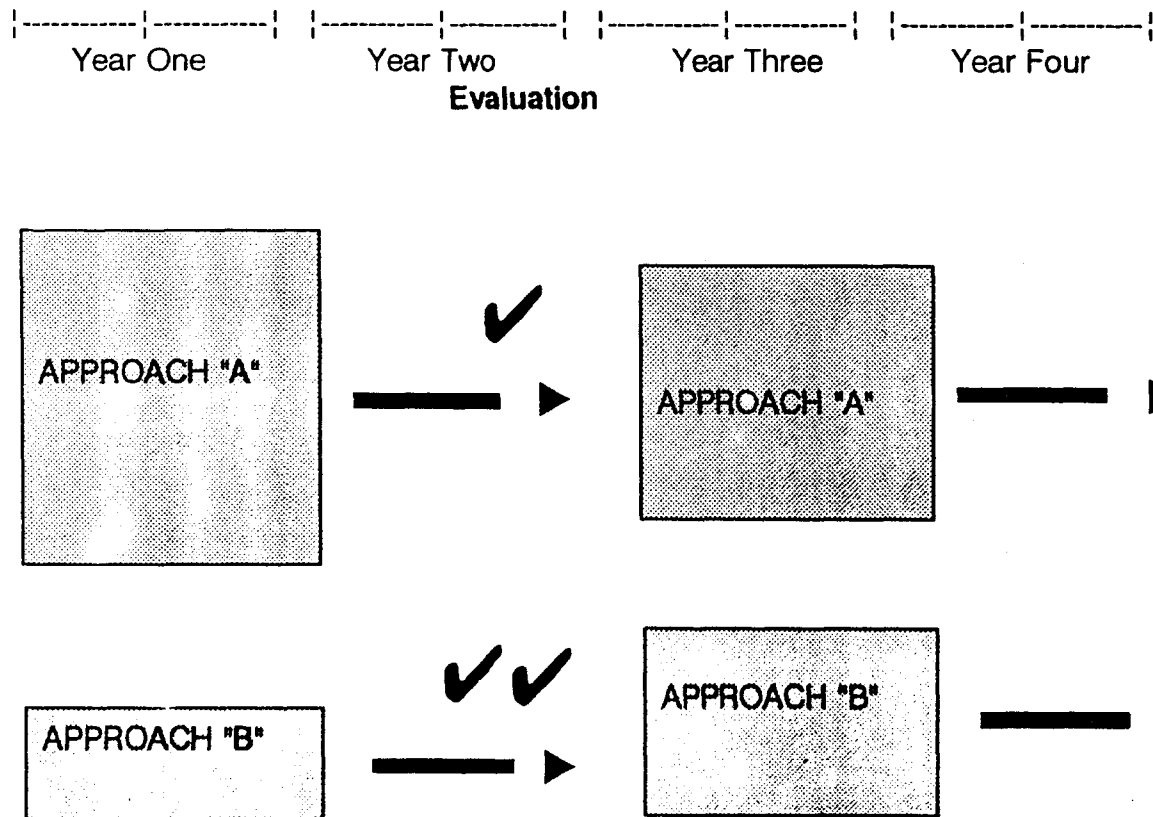 Year One Year Two Year Three Year Four
Evaluation
APPROACH "A"
APPROACH "A"
APPROACH "B"
APPROACH "B"